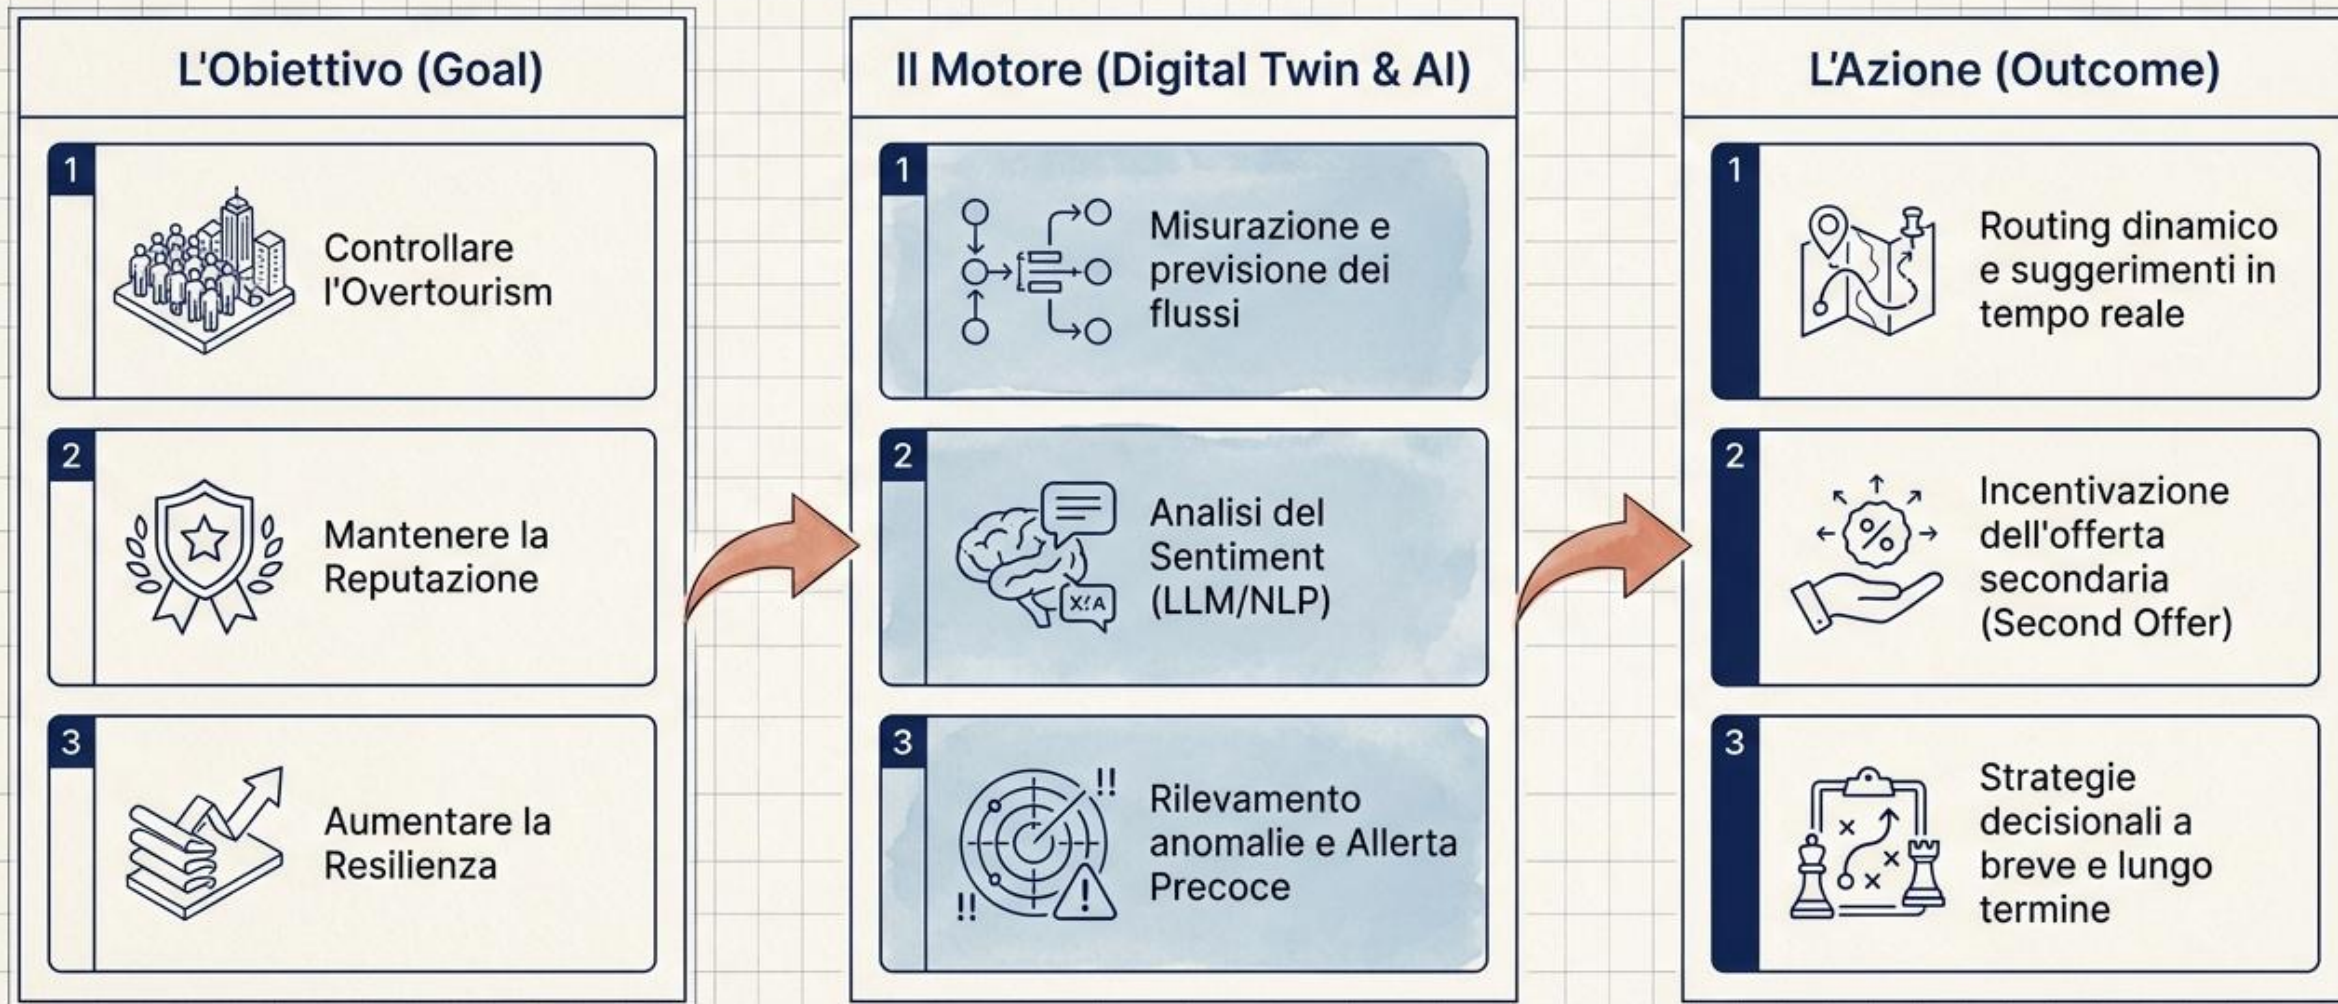 L'Obiettivo (Goal)
1
Controllare
l'Overtourism
2
Mantenere la
Reputazione
3
Aumentare la
Resilienza
Il Motore (Digital Twin & AI)
1
Misurazione e
previsione dei
flussi
2
Analisi del
Sentiment
(LLM/NLP)
3
!!
Rilevamento
anomalie e Allerta
Precoce
!
!!
L'Azione (Outcome)
1
Routing dinamico
e suggerimenti in
tempo reale
2
%
Incentivazione
dell'offerta
secondaria
(Second Offer)
3
Strategie
decisionali a
breve e lungo
termine